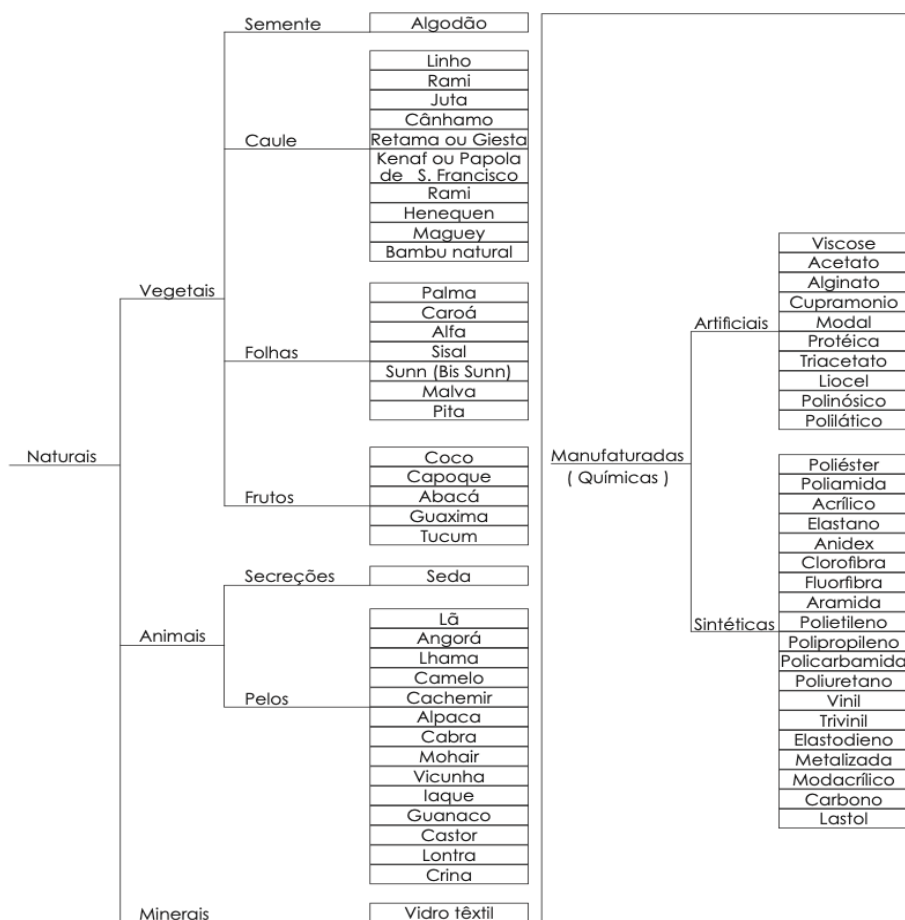 Naturais
Vegetais
Semente
Algodão
Caule
Linho
Rami
Juta
Cânhamo
Retama ou Giesta
Kenaf ou Papola
de S. Francisco
Rami
Henequen
Maguey
Bambu natural
Folhas
Palma
Caroá
Alfa
Sisal
Sunn (Bis Sunn)
Malva
Pita
Frutos
Coco
Capoque
Abacá
Guaxima
Tucum
Animais
Secreções
Seda
Pelos
Lã
Angorá
Lhama
Camelo
Cachemir
Alpaca
Cabra
Mohair
Vicunha
Iaque
Guanaco
Castor
Lontra
Crina
Minerais
Vidro têxtil
Manufaturadas
( Químicas )
Artificiais
Viscose
Acetato
Alginato
Cupramonio
Modal
Protéica
Triacetato
Liocel
Polinósico
Polilático
Sintéticas
Poliéster
Poliamida
Acrílico
Elastano
Anidex
Clorofibra
Fluorfibra
Aramida
Polietileno
Polipropileno
Policarbamida
Poliuretano
Vinil
Trivinil
Elastodieno
Metalizada
Modacrílico
Carbono
Lastol